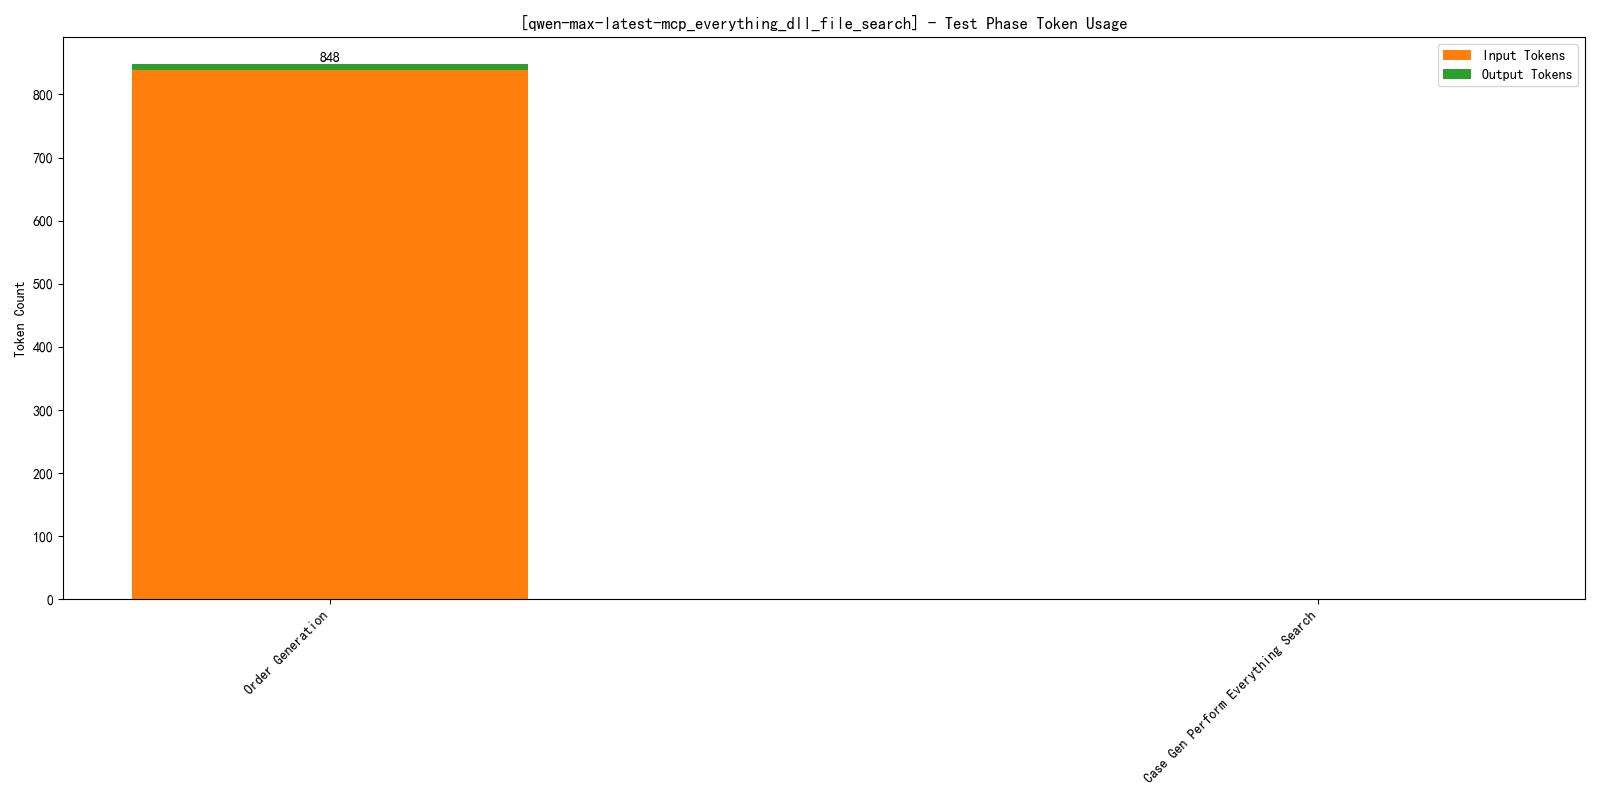 [qwen-max-latest-mcp_everything_dll_file_search] - Test Phase Token Usage
848
Input Tokens
Output Tokens
Token Count
800
700
600
500
400
300
200
100
0
Order Generation
Case Gen Perform Everything Search